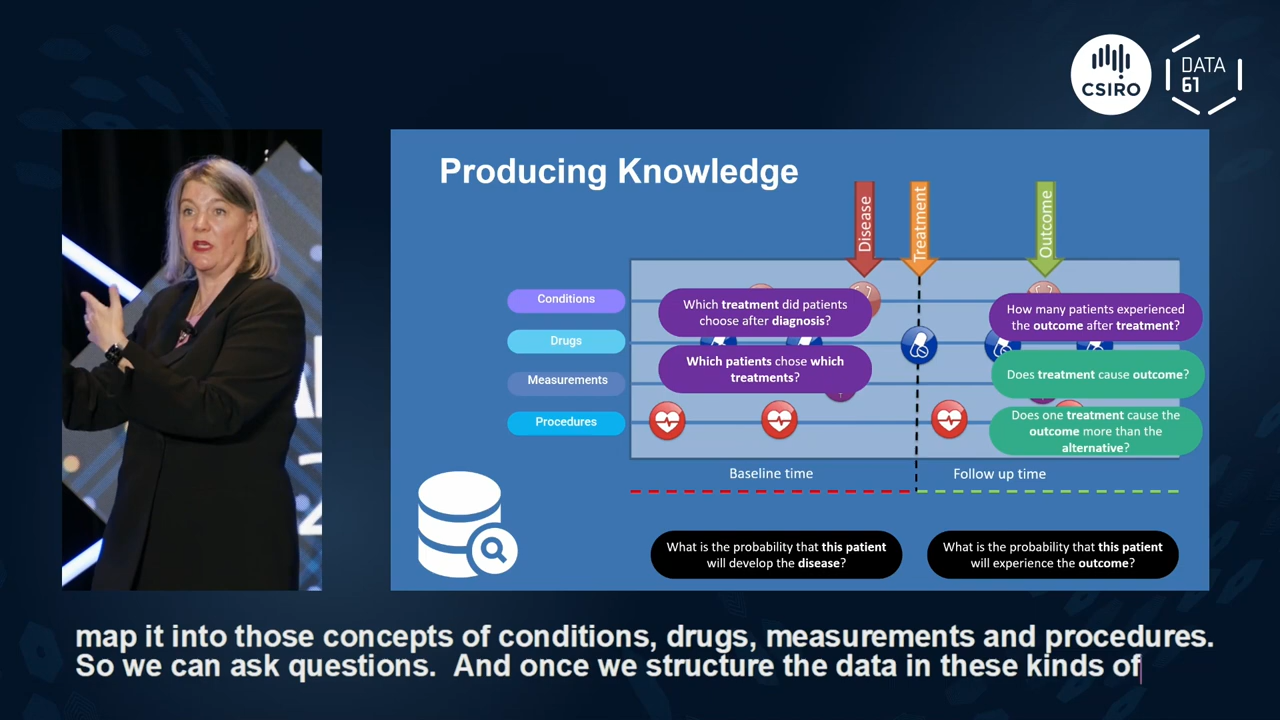 CSIRO
DATA
61
Producing Knowledge
Disease
Treatment
Outcome
Conditions
Drugs
Measurements
Procedures
Which treatment did patients
choose after diagnosis?
Which patients chose which
treatments?
How many patients experienced
the outcome after treatment?
Does treatment cause outcome?
Does one treatment cause the
outcome more than the
alternative?
Baseline time
Follow up time
What is the probability that this patient
will develop the disease?
What is the probability that this patient
will experience the outcome?
map it into those concepts of conditions, drugs, measurements and procedures.
So we can ask questions.  And once we structure the data in these kinds of